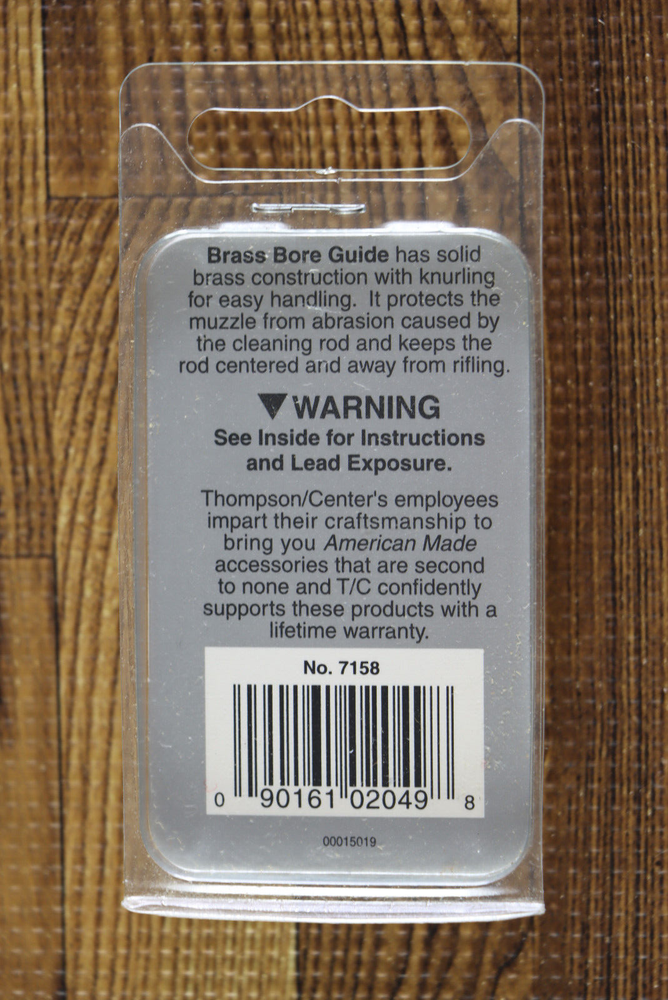 Brass Bore Guide has solid
brass construction with knurling
for easy handling. It protects the
muzzle from abrasion caused by
the cleaning rod and keeps the
rod centered and away from rifling.
▼WARNING
See Inside for Instructions
and Lead Exposure.
Thompson/Center's employees
impart their craftsmanship to
bring you American Made
accessories that are second
to none and T/C confidently
supports these products with a
lifetime warranty.
No. 7158
0 90161 02049 8
00015019